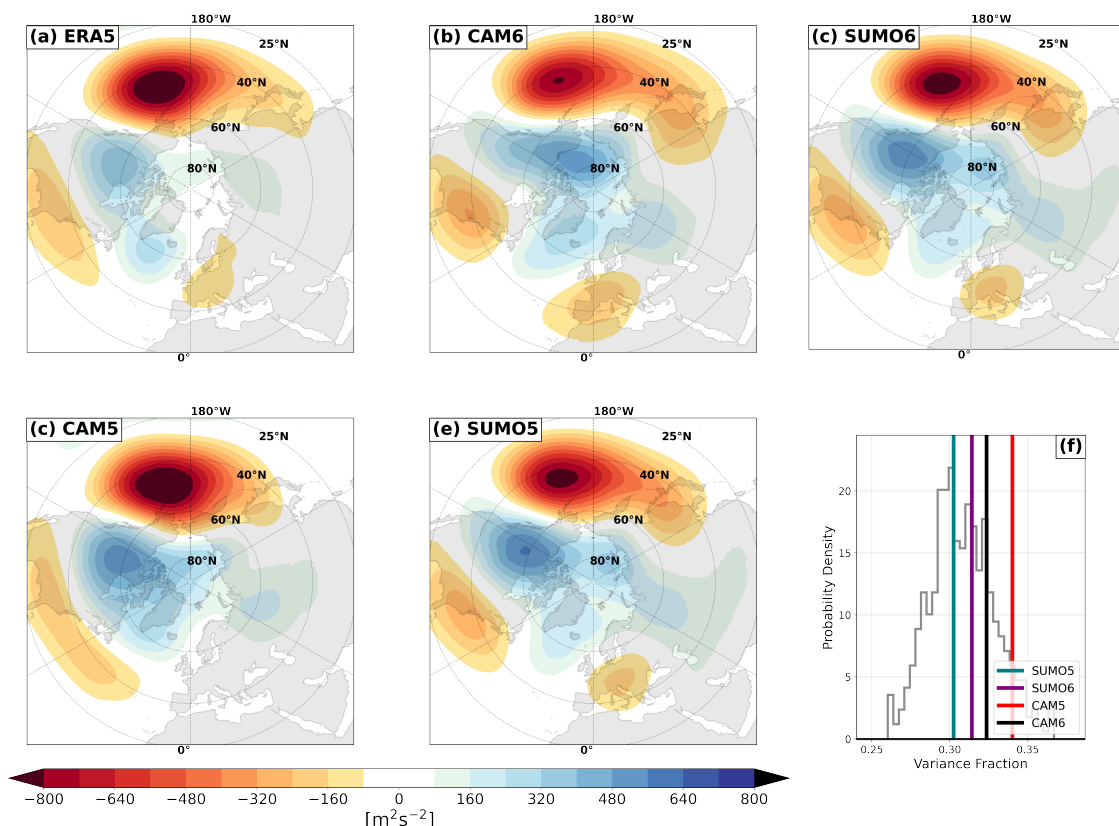 (a) ERA5
180°W
25°N
40°N
60°N
80°N
0°
(b) CAM6
180°W
25°N
40°N
60°N
80°N
0°
(c) SUMO6
180°W
25°N
40°N
60°N
80°N
0°
(c) CAM5
180°W
25°N
40°N
60°N
80°N
0°
(e) SUMO5
180°W
25°N
40°N
60°N
80°N
0°
(f)
Probability Density
20
15
10
5
0
0.25 0.30 0.35
Variance Fraction
SUMO5
SUMO6
CAM5
CAM6
−800 −640 −480 −320 −160 0 160 320 480 640 800
[m²s⁻²]